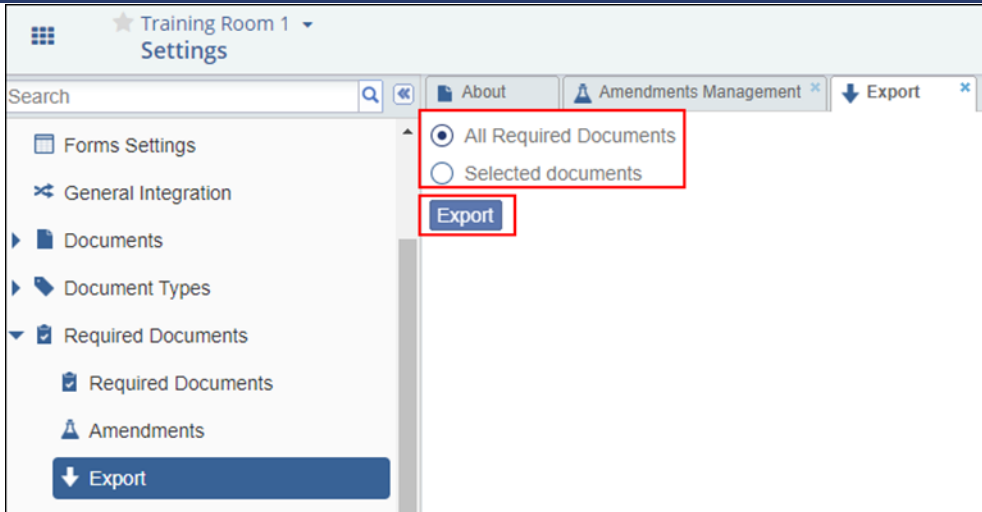 Training Room 1
Settings
Search
About
Amendments Management
Export
Forms Settings
General Integration
Documents
Document Types
Required Documents
Required Documents
Amendments
Export
All Required Documents
Selected documents
Export